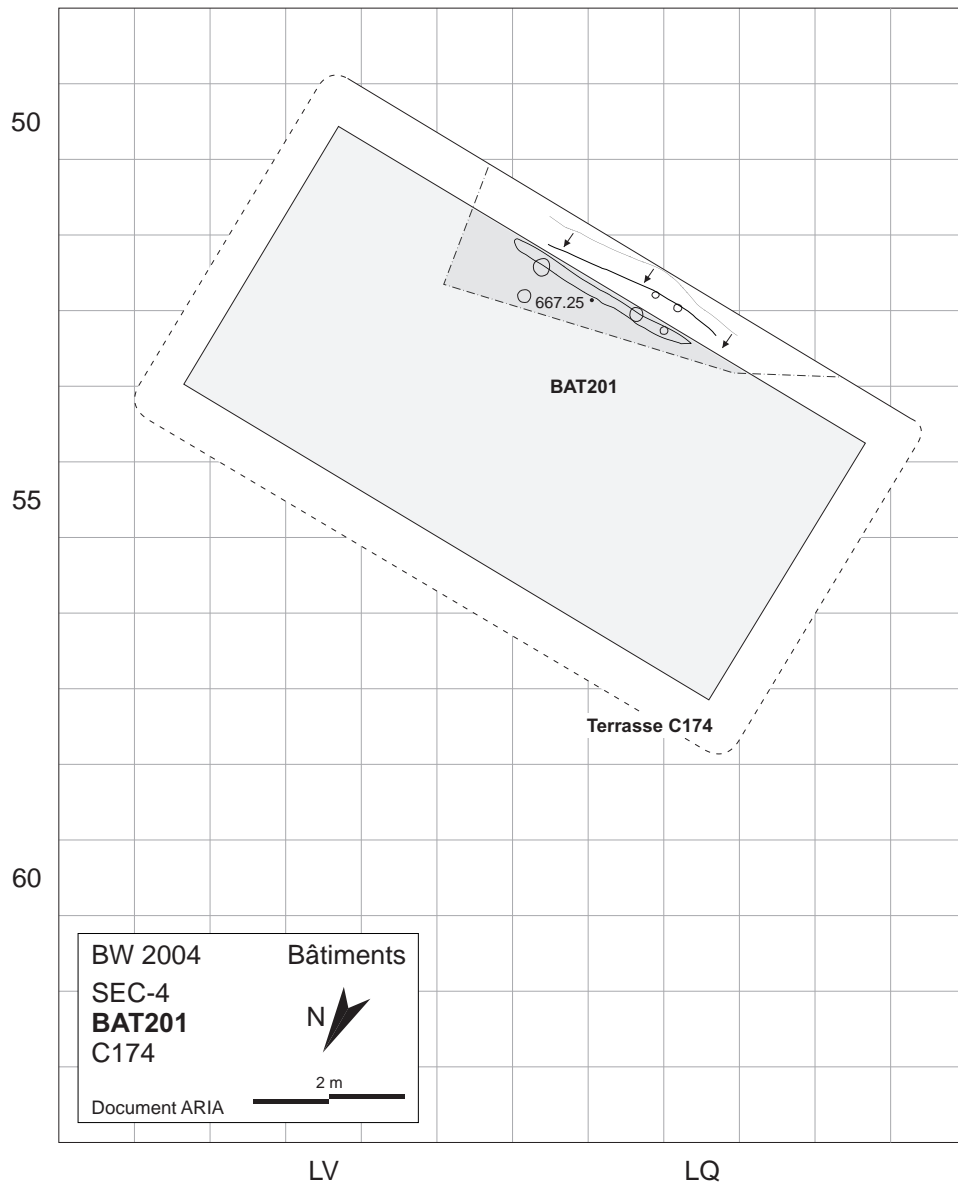 50
667.25
BAT201
55
Terrasse C174
60
BW 2004 Bâtiments
SEC-4
BAT201
C174
N
2 m
Document ARIA
LV LQ